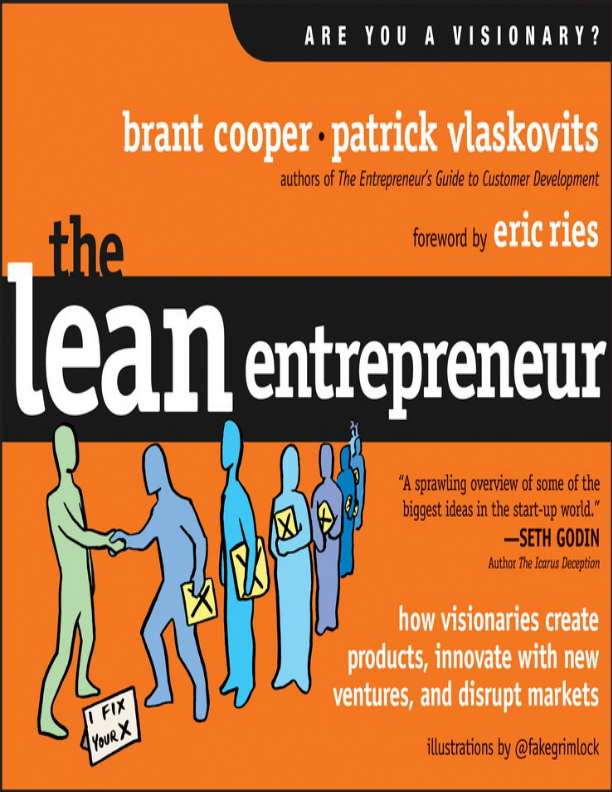 ARE YOU A VISIONARY?
brant cooper • patrick vlaskovits
authors of The Entrepreneur's Guide to Customer Development
foreword by eric ries
the
lean entrepreneur
“A sprawling overview of some of the
biggest ideas in the start-up world.”
—SETH GODIN
Author The Icarus Deception
how visionaries create
products, innovate with new
ventures, and disrupt markets
illustrations by @fakegrimlock
X
X
X
X
I FIX
YOUR X